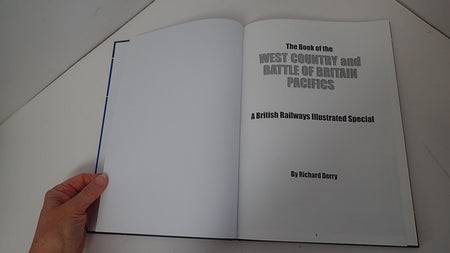 The Book of the
WEST COUNTRY and
BATTLE OF BRITAIN
PACIFICS
A British Railways Illustrated Special
By Richard Derry